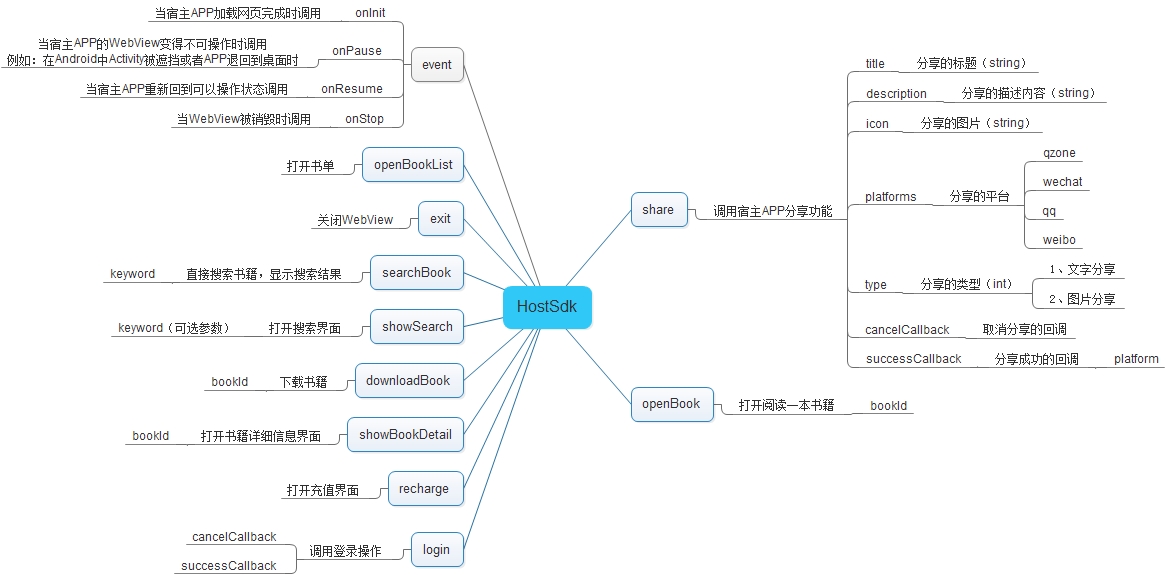 HostSdk
event
onInit
当宿主APP加载网页完成时调用
onPause
当宿主APP的WebView变得不可操作时调用
例如：在Android中Activity被遮挡或者APP退回到桌面时
onResume
当宿主APP重新回到可以操作状态调用
onStop
当WebView被销毁时调用
openBookList
打开书单
exit
关闭WebView
searchBook
直接搜索书籍，显示搜索结果
keyword
showSearch
打开搜索界面
keyword（可选参数）
downloadBook
下载书籍
bookId
showBookDetail
打开书籍详细信息界面
bookId
recharge
打开充值界面
login
调用登录操作
cancelCallback
successCallback
share
调用宿主APP分享功能
title
分享的标题（string）
description
分享的描述内容（string）
icon
分享的图片（string）
platforms
分享的平台
qzone
wechat
qq
weibo
type
分享的类型（int）
1、文字分享
2、图片分享
cancelCallback
取消分享的回调
successCallback
分享成功的回调
platform
openBook
打开阅读一本书籍
bookId